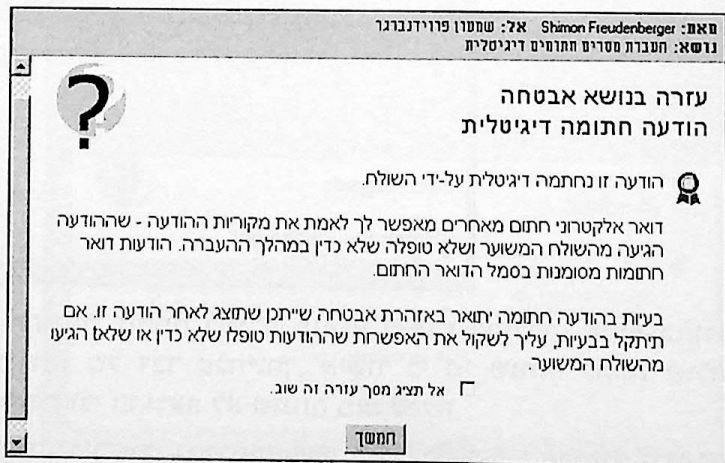 מאת: Shimon Freudenberger אל: שמעון פרוידנברגר
נושא: העברת מסרים חתומים דיגיטלית
עזרה בנושא אבטחה
הודעה חתומה דיגיטלית
הודעה זו נחתמה דיגיטלית על-ידי השולח.
דואר אלקטרוני חתום מאחרים מאפשר לך לאמת את מקוריות ההודעה - שההודעה
הגיעה מהשולח המשוער ושלא טופלה שלא כדין במהלך ההעברה. הודעות דואר
חתומות מסומנות בסמל הדואר החתום.
בעיות בהודעה חתומה יתואר באזהרת אבטחה שייתכן שתוצג לאחר הודעה זו. אם
תיתקל בבעיות, עליך לשקול את האפשרות שההודעות טופלו שלא כדין או שלאt הגיעו
מהשולח המשוער.
אל תציג מסך עזרה זה שוב.
המשך